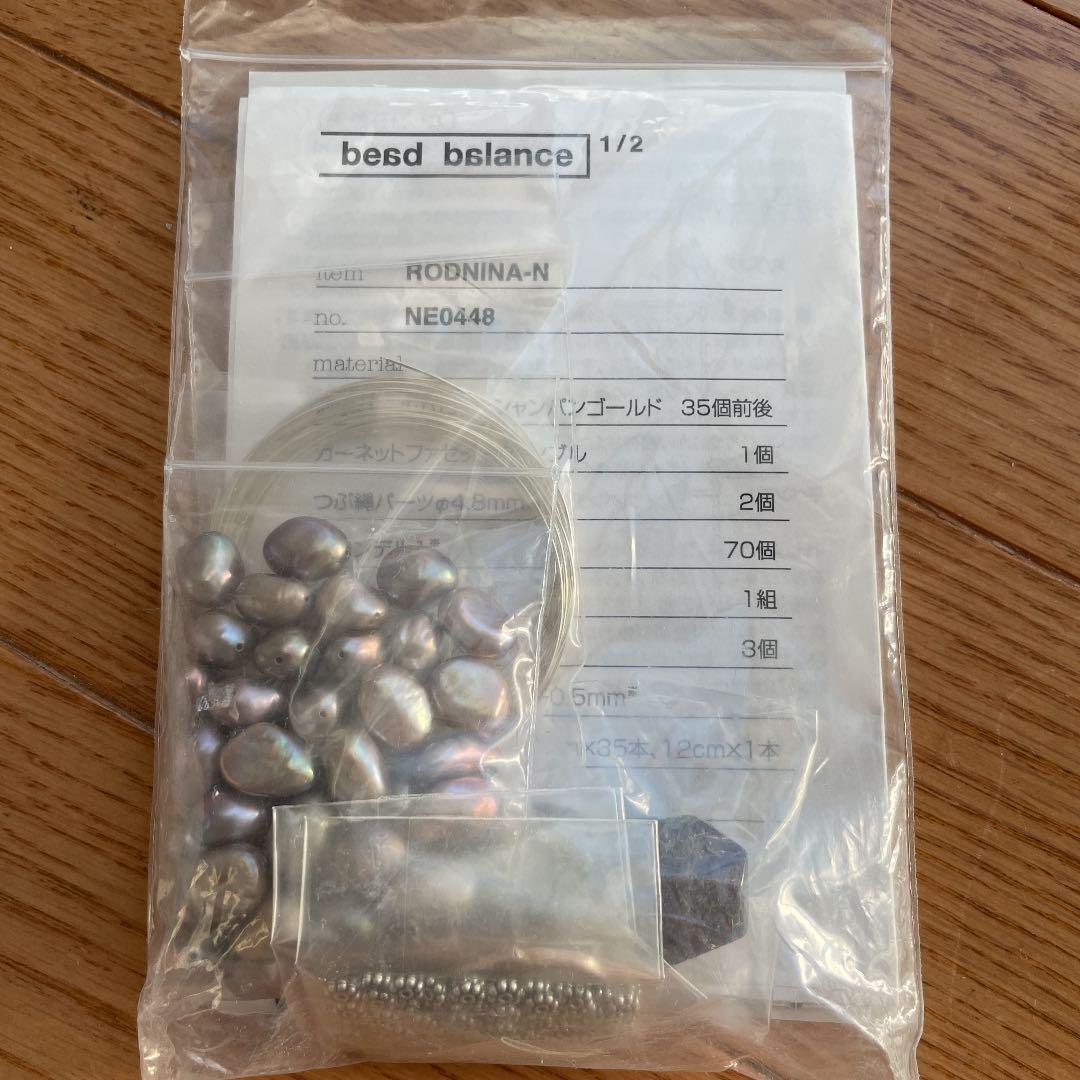 bead balance 1/2
item RODNINA-N
no. NE0448
material
シャンパンゴールド 35個前後
ガーネットファセッ グル 1個
つぶ縄パーツφ4.8mm 2個
70個
1組
3個
0.5mm
×35本、12cm×1本